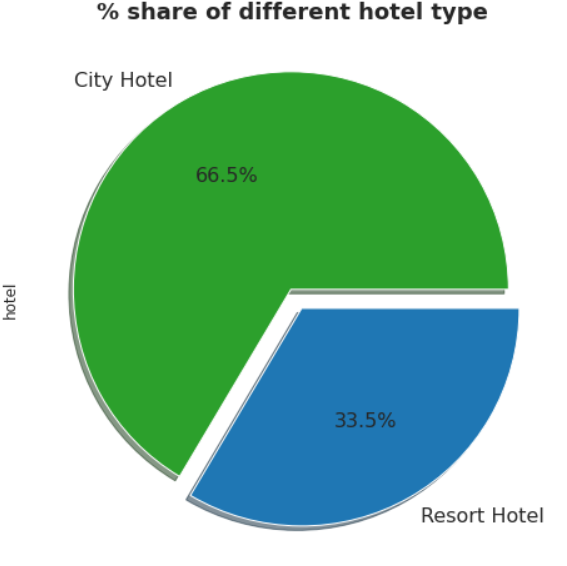 % share of different hotel type
City Hotel
66.5%
hotel
33.5%
Resort Hotel